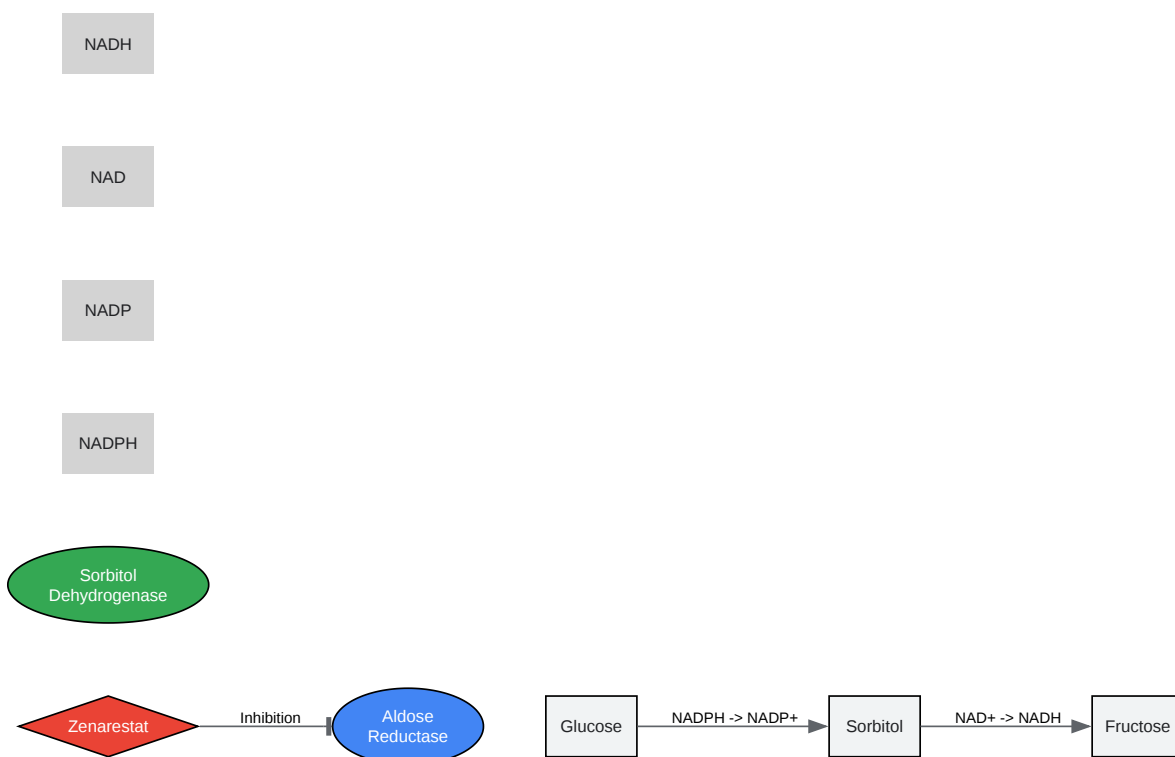 NADH
NAD
NADP
NADPH
Sorbitol
Dehydrogenase
Zenarestat
Inhibition
Aldose
Reductase
Glucose
NADPH -> NADP+
Sorbitol
NAD+ -> NADH
Fructose